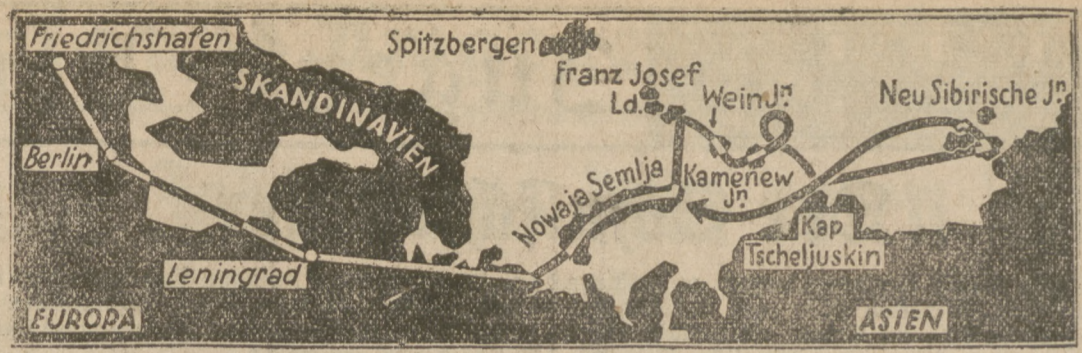 Friedrichshafen
Spitzbergen
SKANDINAVIEN
Franz Josef
Ld.
Wein Jn.
Neu Sibirische Jn.
Berlin
Nowaja Semlja
Kamenew
Jn.
Kap
Tscheljuskin
Leningrad
EUROPA
ASIEN